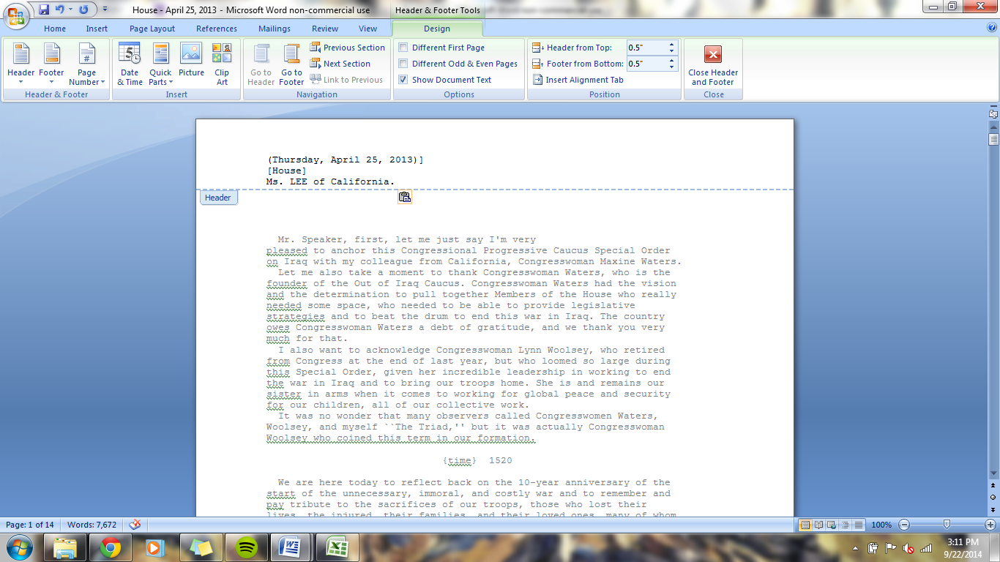 House - April 25, 2013 - Microsoft Word non-commercial use
Header & Footer Tools
Home Insert Page Layout References Mailings Review View Design
Header Footer Page Number
Date & Time Quick Parts Picture Clip Art
Go to Header Go to Footer
Previous Section
Next Section
Link to Previous
Different First Page
Different Odd & Even Pages
Show Document Text
Header from Top: 0.5"
Footer from Bottom: 0.5"
Insert Alignment Tab
Close Header and Footer
Header & Footer Insert Navigation Options Position Close
(Thursday, April 25, 2013)]
[House]
Ms. LEE of California.
Header
Mr. Speaker, first, let me just say I'm very
pleased to anchor this Congressional Progressive Caucus Special Order
on Iraq with my colleague from California, Congresswoman Maxine Waters.
Let me also take a moment to thank Congresswoman Waters, who is the
founder of the Out of Iraq Caucus. Congresswoman Waters had the vision
and the determination to pull together Members of the House who really
needed some space, who needed to be able to provide legislative
strategies and to beat the drum to end this war in Iraq. The country
owes Congresswoman Waters a debt of gratitude, and we thank you very
much for that.
I also want to acknowledge Congresswoman Lynn Woolsey, who retired
from Congress at the end of last year, but who loomed so large during
this Special Order, given her incredible leadership in working to end
the war in Iraq and to bring our troops home. She is and remains our
sister in arms when it comes to working for global peace and security
for our children, all of our collective work.
It was no wonder that many observers called Congresswomen Waters,
Woolsey, and myself ``The Triad,'' but it was actually Congresswoman
Woolsey who coined this term in our formation.
{time} 1520
We are here today to reflect back on the 10-year anniversary of the
start of the unnecessary, immoral, and costly war and to remember and
pay tribute to the sacrifices of our troops, those who lost their
lives, the injured, their families, and their loved ones, many of whom
Page: 1 of 14 Words: 7,672 100%
3:11 PM
9/22/2014